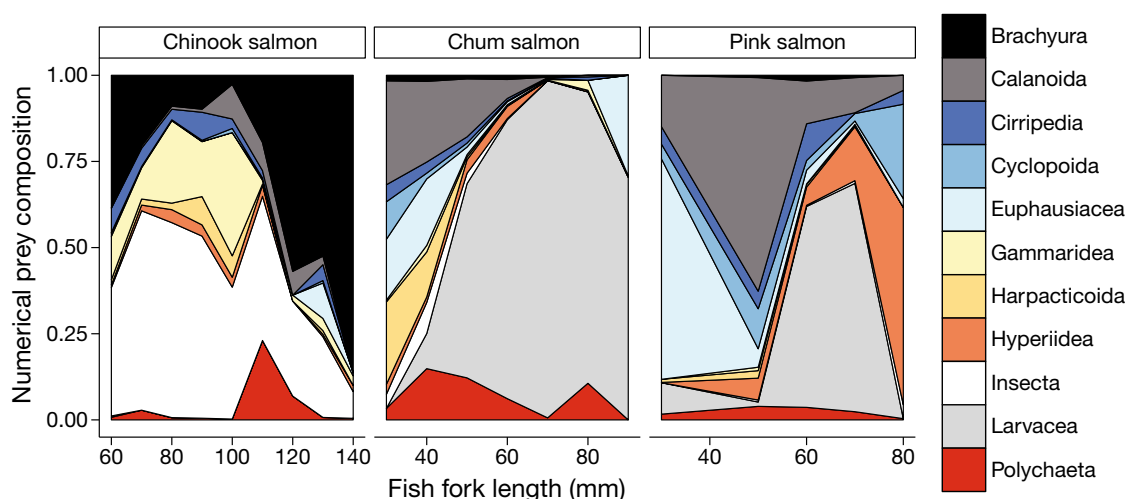 Chinook salmon Chum salmon Pink salmon
Numerical prey composition
1.00
0.75
0.50
0.25
0.00
60 80 100 120 140 40 60 80 40 60 80
Fish fork length (mm)
Brachyura
Calanoida
Cirripedia
Cyclopoida
Euphausiacea
Gammaridea
Harpacticoida
Hyperiidea
Insecta
Larvacea
Polychaeta